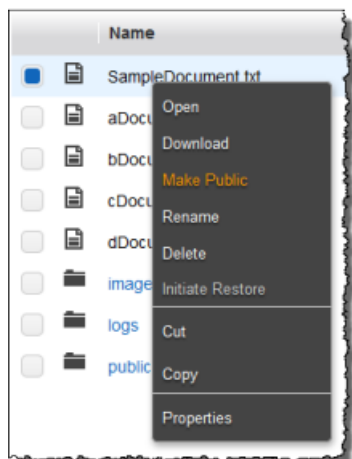 Name
SampleDocument.txt
Open
aDocu
Download
bDocu
Make Public
cDocu
Rename
dDocu
Delete
image
Initiate Restore
logs
Cut
public
Copy
Properties